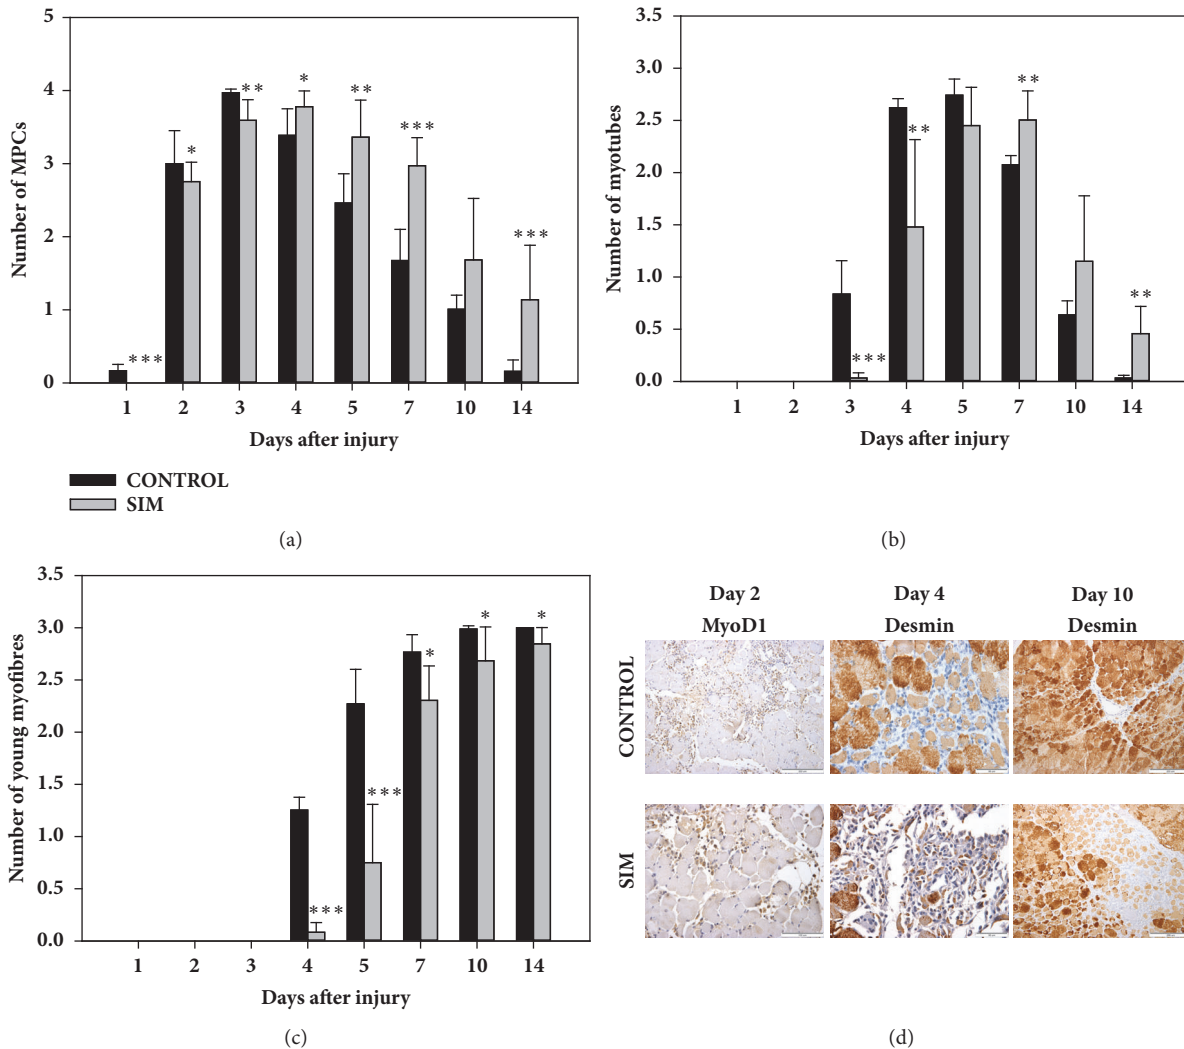 5
4
3
2
1
0
Number of MPCs
* * *
*
* *
*
* *
* * *
* * *
1 2 3 4 5 7 10 14
Days after injury
CONTROL
SIM
(a)
3.5
3.0
2.5
2.0
1.5
1.0
0.5
0.0
Number of myotubes
* * *
* *
* *
* *
1 2 3 4 5 7 10 14
Days after injury
(b)
3.5
3.0
2.5
2.0
1.5
1.0
0.5
0.0
Number of young myofibres
* * *
* * *
*
*
*
1 2 3 4 5 7 10 14
Days after injury
(c)
Day 2 Day 4 Day 10
MyoD1 Desmin Desmin
CONTROL
SIM
(d)